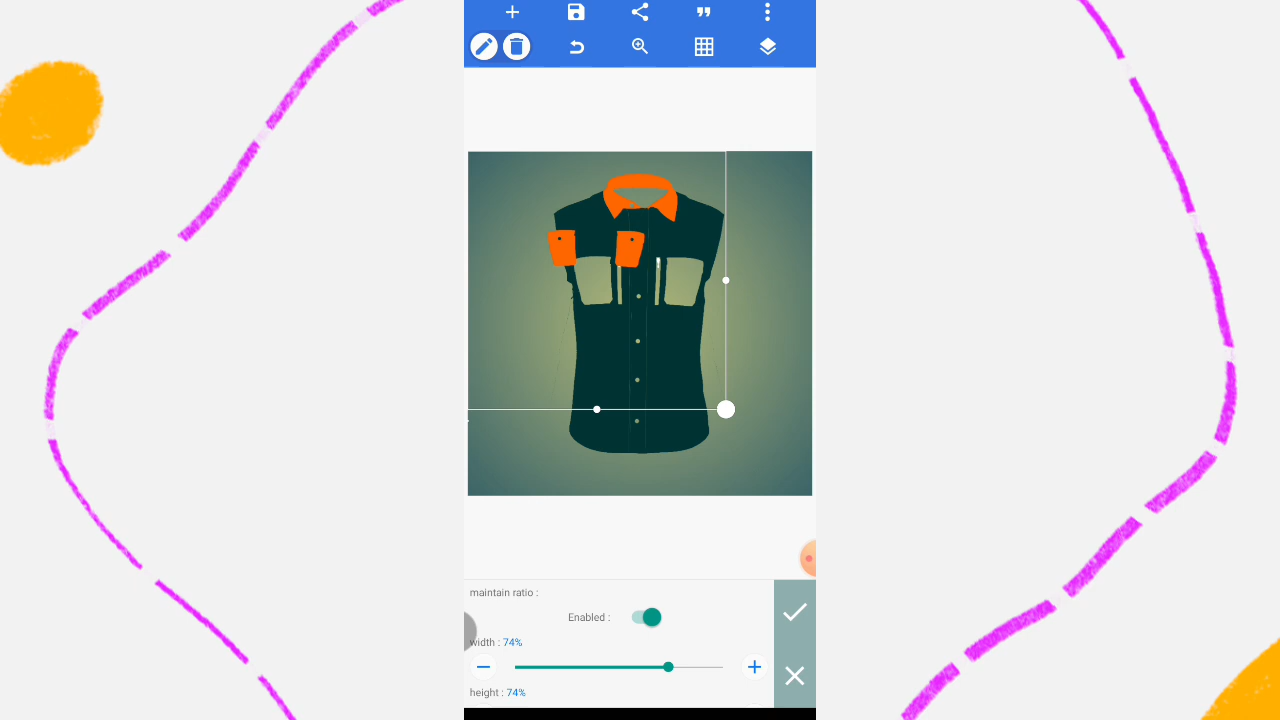 maintain ratio :
Enabled :
width : 74%
height : 74%